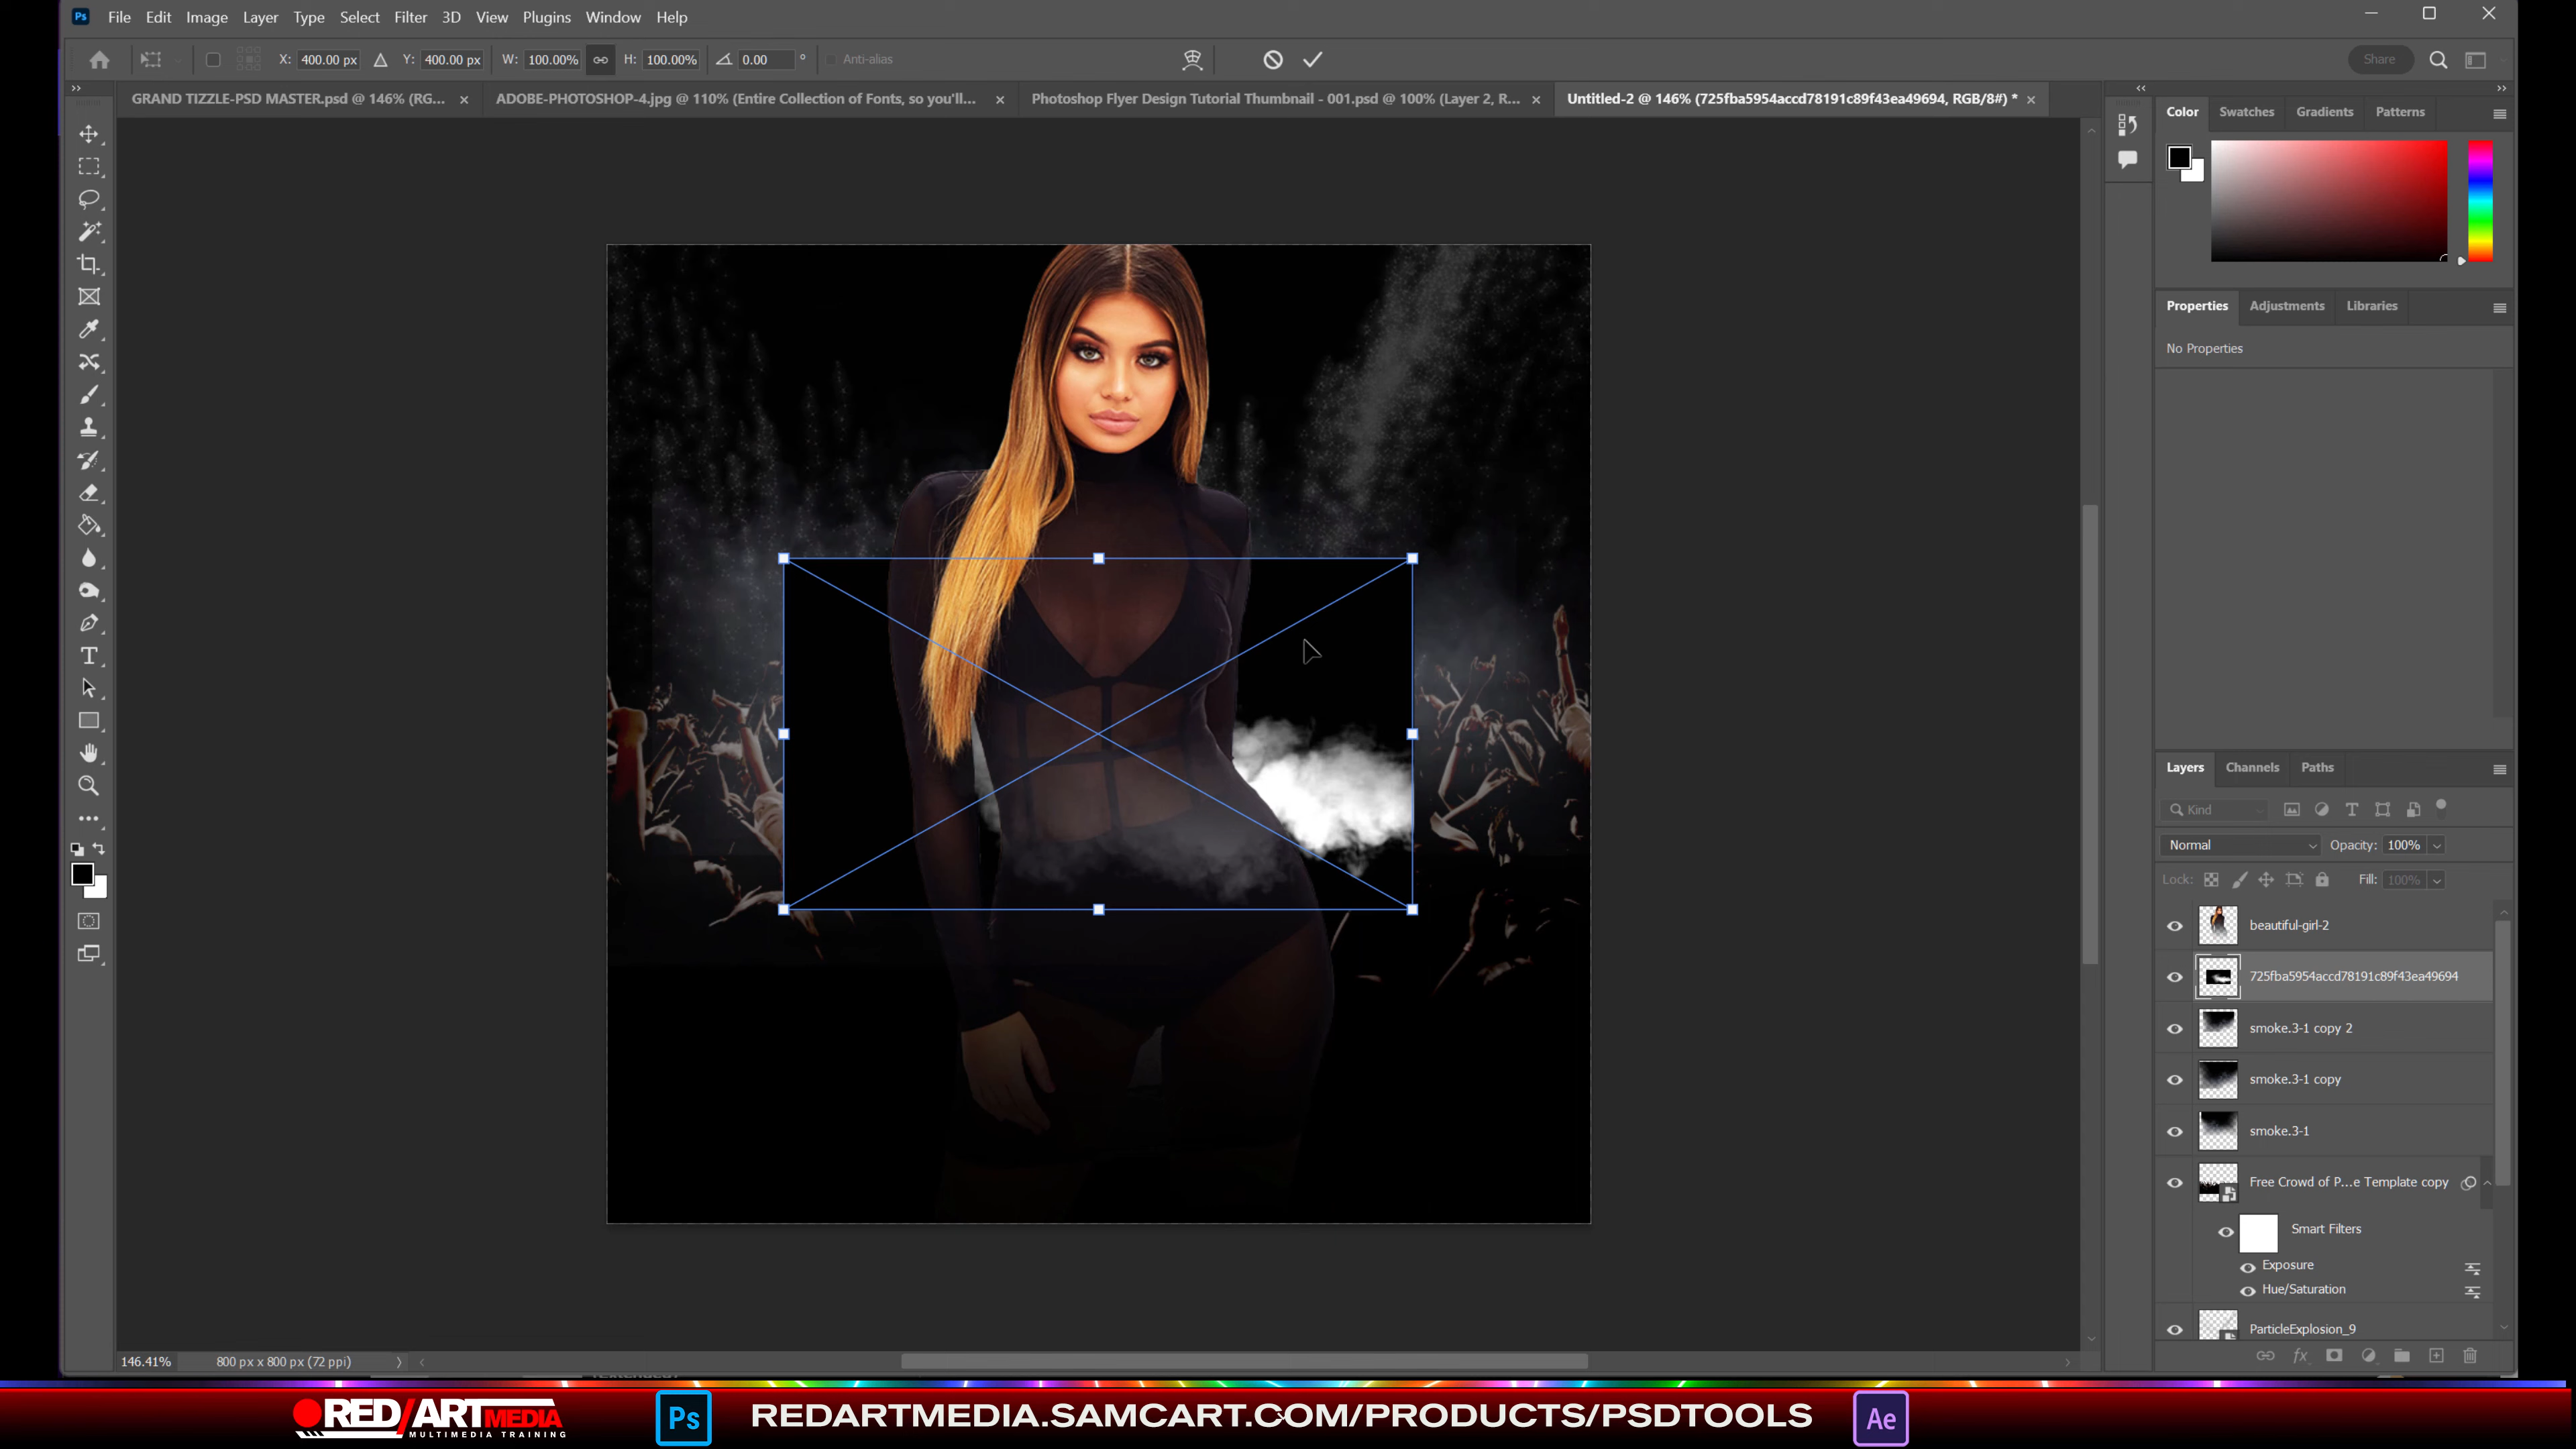 Ps File Edit Image Layer Type Select Filter 3D View Plugins Window Help
X: 400.00 px Y: 400.00 px W: 100.00% H: 100.00% 0.00 ° Anti-alias Share
GRAND TIZZLE-PSD MASTER.psd @ 146% (RG... × ADOBE-PHOTOSHOP-4.jpg @ 110% (Entire Collection of Fonts, so you'll... × Photoshop Flyer Design Tutorial Thumbnail - 001.psd @ 100% (Layer 2, R... × Untitled-2 @ 146% (725fba5954accd78191c89f43ea49694, RGB/8#) * ×
Color Swatches Gradients Patterns
Properties Adjustments Libraries
No Properties
Layers Channels Paths
Kind
Normal Opacity: 100%
Lock: Fill: 100%
beautiful-girl-2
725fba5954accd78191c89f43ea49694
smoke.3-1 copy 2
smoke.3-1 copy
smoke.3-1
Free Crowd of P...e Template copy
Smart Filters
Exposure
Hue/Saturation
ParticleExplosion_9
fx
146.41% 800 px x 800 px (72 ppi)
RED/ART MEDIA
MULTIMEDIA TRAINING
Ps
REDARTMEDIA.SAMCART.COM/PRODUCTS/PSDTOOLS
Ae